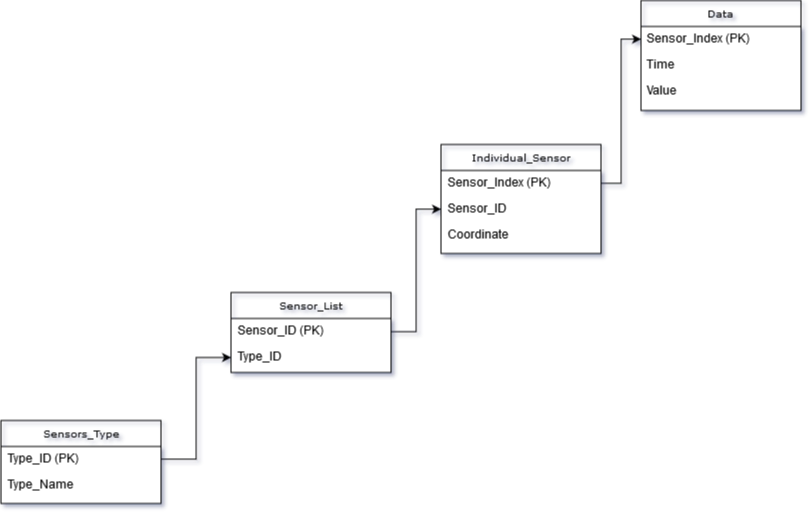 Data
Sensor_Index (PK)
Time
Value
Individual_Sensor
Sensor_Index (PK)
Sensor_ID
Coordinate
Sensor_List
Sensor_ID (PK)
Type_ID
Sensors_Type
Type_ID (PK)
Type_Name